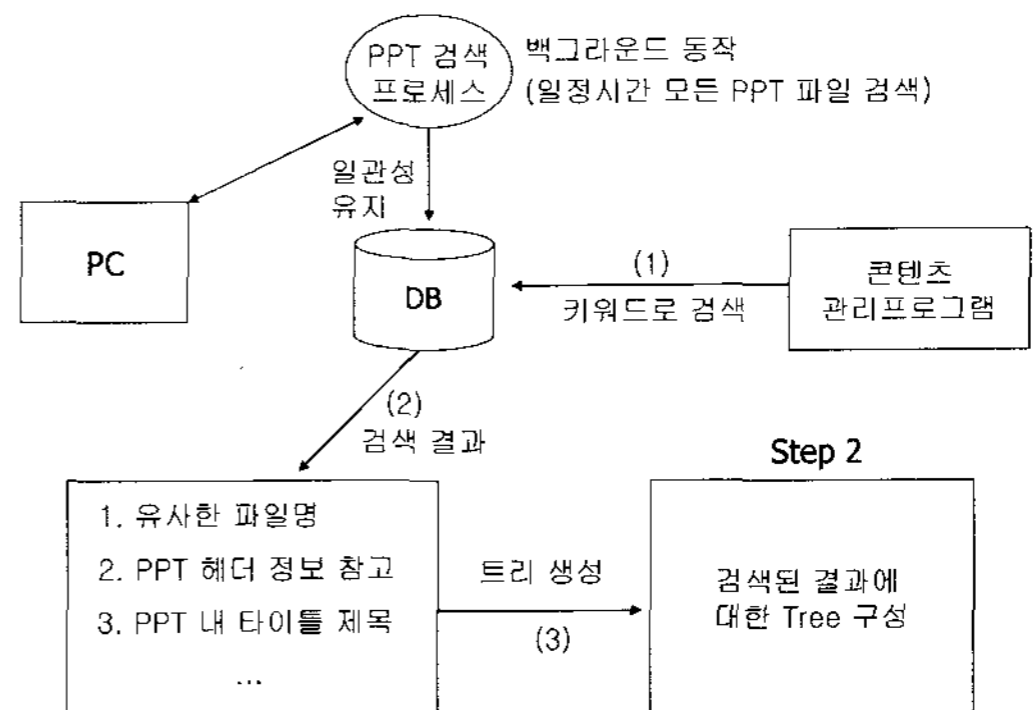 PPT 검색
프로세스
백그라운드 동작
(일정시간 모든 PPT 파일 검색)
일관성
유지
PC
DB
(1)
키워드로 검색
콘텐츠
관리프로그램
(2)
검색 결과
Step 2
1. 유사한 파일명
2. PPT 헤더 정보 참고
3. PPT 내 타이틀 제목
...
트리 생성
(3)
검색된 결과에
대한 Tree 구성